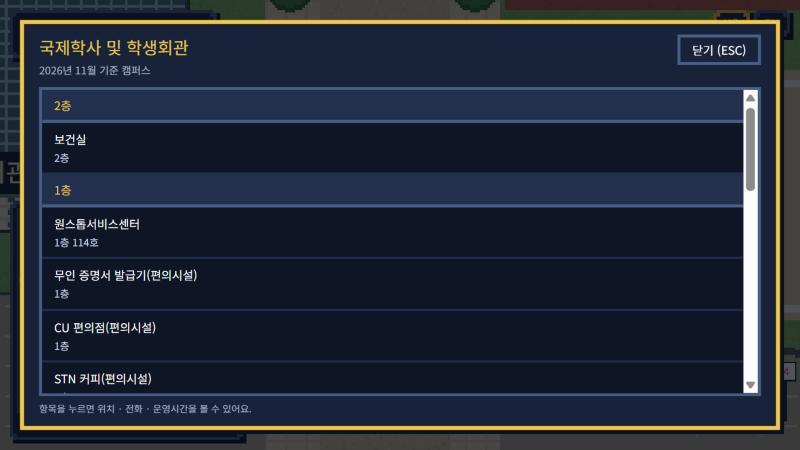 국제학사 및 학생회관
닫기 (ESC)
2026년 11월 기준 캠퍼스
2층
보건실
2층
1층
원스톱서비스센터
1층 114호
무인 증명서 발급기(편의시설)
1층
CU 편의점(편의시설)
1층
STN 커피(편의시설)
항목을 누르면 위치 · 전화 · 운영시간을 볼 수 있어요.